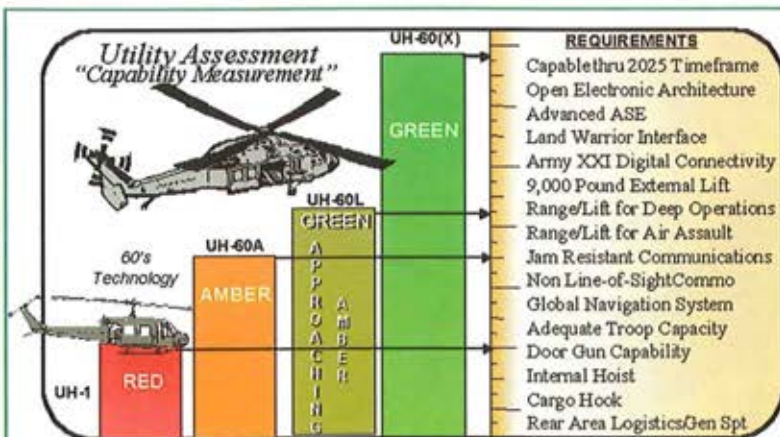 Utility Assessment
"Capability Measurement"
UH-60(X)
GREEN
UH-60L
GREEN
APPROACHING
AMBER
UH-60A
AMBER
60's
Technology
UH-1
RED
REQUIREMENTS
Capable thru 2025 Timeframe
Open Electronic Architecture
Advanced ASE
Land Warrior Interface
Army XXI Digital Connectivity
9,000 Pound External Lift
Range/Lift for Deep Operations
Range/Lift for Air Assault
Jam Resistant Communications
Non Line-of-SightCommo
Global Navigation System
Adequate Troop Capacity
Door Gun Capability
Internal Hoist
Cargo Hook
Rear Area Logistics/Gen Spt